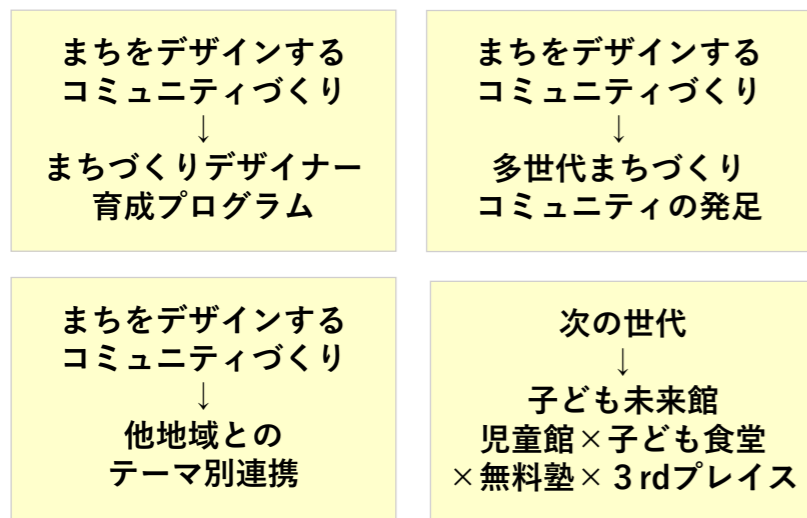 まちをデザインする
コミュニティづくり
↓
まちづくりデザイナー
育成プログラム
まちをデザインする
コミュニティづくり
↓
多世代まちづくり
コミュニティの発足
まちをデザインする
コミュニティづくり
↓
他地域との
テーマ別連携
次の世代
↓
子ども未来館
児童館×子ども食堂
×無料塾×３rdプレイス